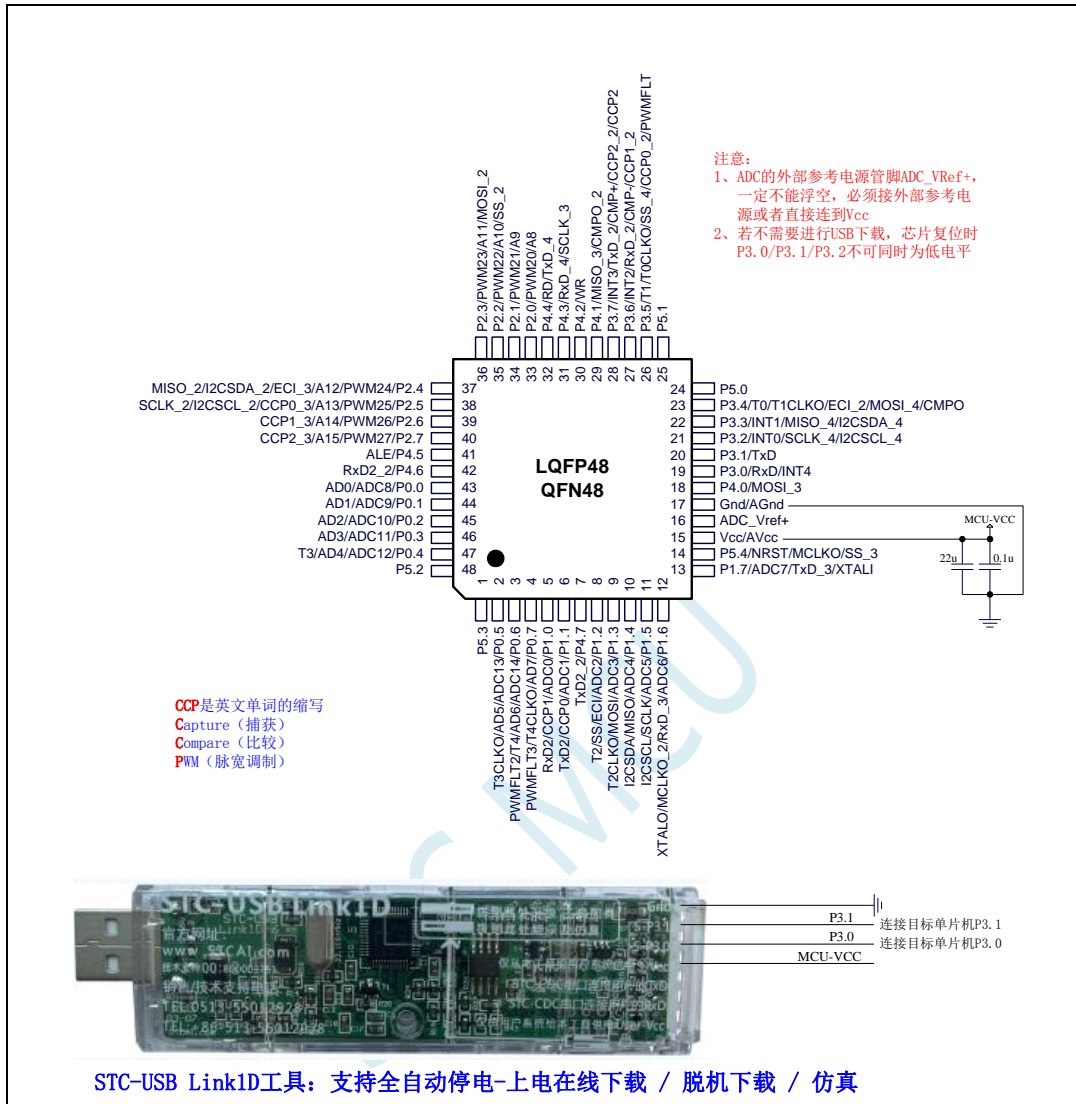 P2.3/PWM23/A11/MOSI_2
P2.2/PWM22/A10/SS_2
P2.1/PWM21/A9
P2.0/PWM20/A8
P4.4/RD/TxD_4
P4.3/RxD_4/SCLK_3
P4.2/WR
P4.1/MISO_3/CMPO_2
P3.7/INT3/TxD_2/CMP+/CCP2_2/CCP2
P3.6/INT2/RxD_2/CMP-/CCP1_2
P3.5/T1/T0CLKO/SS_4/CCP0_2/PWMFLT
P5.1
36
35
34
33
32
31
30
29
28
27
26
25
注意:
1、ADC的外部参考电源管脚ADC_VRef+,
一定不能浮空，必须接外部参考电
源或者直接连到Vcc
2、若不需要进行USB下载，芯片复位时
P3.0/P3.1/P3.2不可同时为低电平
MISO_2/I2CSDA_2/ECI_3/A12/PWM24/P2.4 37
SCLK_2/I2CSCL_2/CCP0_3/A13/PWM25/P2.5 38
CCP1_3/A14/PWM26/P2.6 39
CCP2_3/A15/PWM27/P2.7 40
ALE/P4.5 41
RxD2_2/P4.6 42
AD0/ADC8/P0.0 43
AD1/ADC9/P0.1 44
AD2/ADC10/P0.2 45
AD3/ADC11/P0.3 46
T3/AD4/ADC12/P0.4 47
P5.2 48
LQFP48
QFN48
24 P5.0
23 P3.4/T0/T1CLKO/ECI_2/MOSI_4/CMPO
22 P3.3/INT1/MISO_4/I2CSDA_4
21 P3.2/INT0/SCLK_4/I2CSCL_4
20 P3.1/TxD
19 P3.0/RxD/INT4
18 P4.0/MOSI_3
17 Gnd/AGnd
16 ADC_Vref+
15 Vcc/AVcc
14 P5.4/NRST/MCLKO/SS_3
13 P1.7/ADC7/TxD_3/XTALI
MCU-VCC
22u
0.1u
1
2
3
4
5
6
7
8
9
10
11
12
P5.3
T3CLKO/AD5/ADC13/P0.5
PWMFLT2/T4/AD6/ADC14/P0.6
PWMFLT3/T4CLKO/AD7/P0.7
RxD2/CCP1/ADC0/P1.0
TxD2/CCP0/ADC1/P1.1
TxD2_2/P4.7
T2/SS/ECI/ADC2/P1.2
T2CLKO/MOSI/ADC3/P1.3
I2CSDA/MISO/ADC4/P1.4
I2CSCL/SCLK/ADC5/P1.5
XTALO/MCLKO_2/RxD_3/ADC6/P1.6
CCP是英文单词的缩写
Capture（捕获）
Compare（比较）
PWM（脉宽调制）
MCU
STC-USB Link1D
官方网址:
www.STCAI.com
TEL:0513-55012928
GND
P3.1
P3.0
MCU-VCC
连接目标单片机P3.1
连接目标单片机P3.0
STC-USB Link1D工具: 支持全自动停电-上电在线下载 / 脱机下载 / 仿真